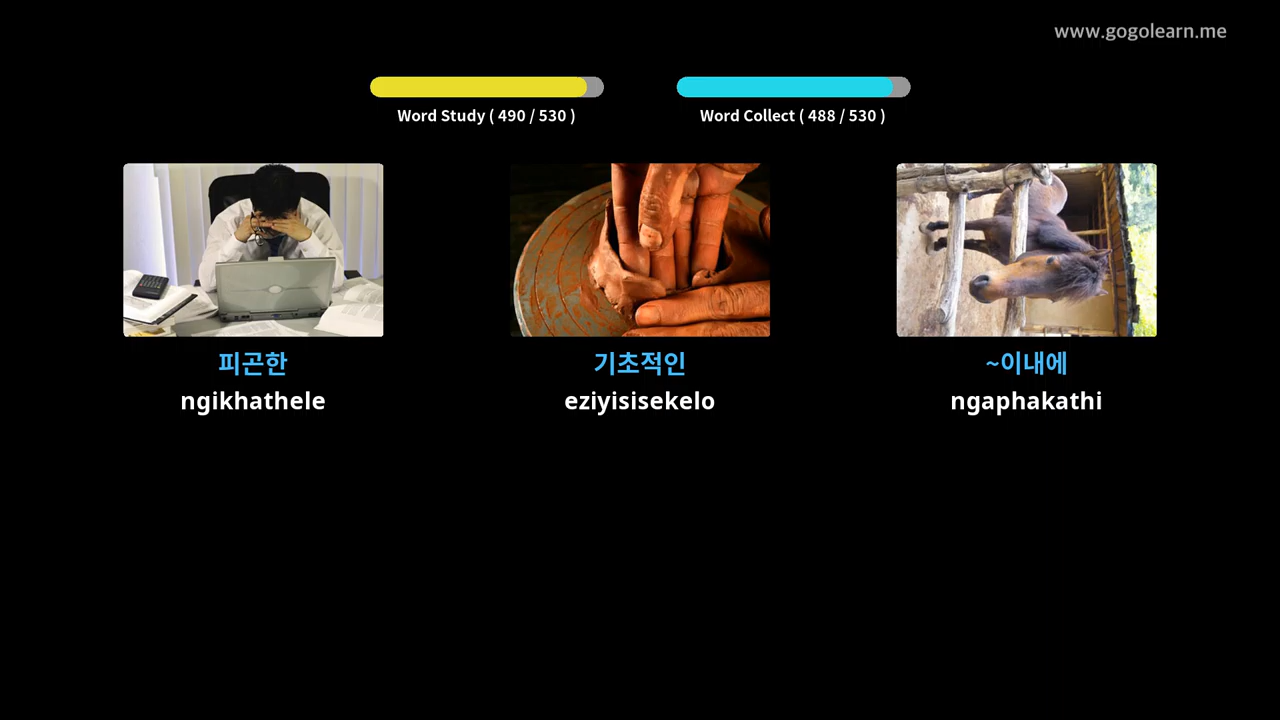 www.gogolearn.me
Word Study ( 490 / 530 )
Word Collect ( 488 / 530 )
피곤한
ngikhathele
기초적인
eziyisisekelo
~이내에
ngaphakathi